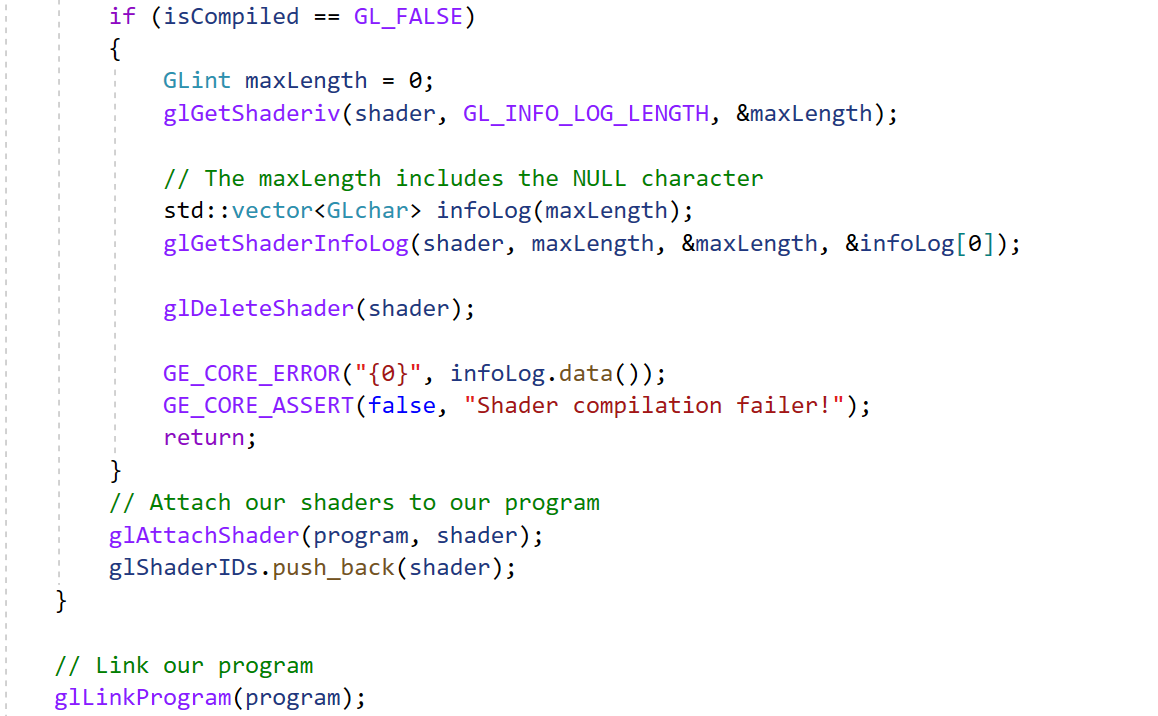 if (isCompiled == GL_FALSE)
{
GLint maxLength = 0;
glGetShaderiv(shader, GL_INFO_LOG_LENGTH, &maxLength);
// The maxLength includes the NULL character
std::vector<GLchar> infoLog(maxLength);
glGetShaderInfoLog(shader, maxLength, &maxLength, &infoLog[0]);
glDeleteShader(shader);
GE_CORE_ERROR("{0}", infoLog.data());
GE_CORE_ASSERT(false, "Shader compilation failer!");
return;
}
// Attach our shaders to our program
glAttachShader(program, shader);
glShaderIDs.push_back(shader);
}
// Link our program
glLinkProgram(program);